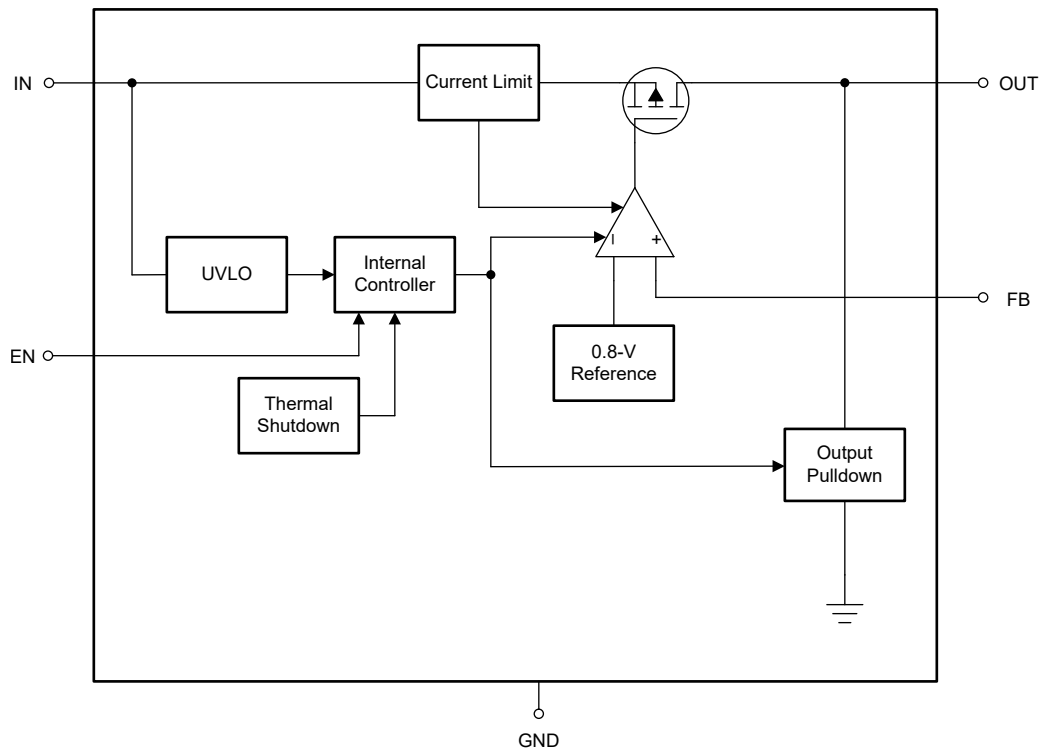 IN
Current Limit
OUT
UVLO
Internal
Controller
− +
FB
EN
0.8-V
Reference
Thermal
Shutdown
Output
Pulldown
GND